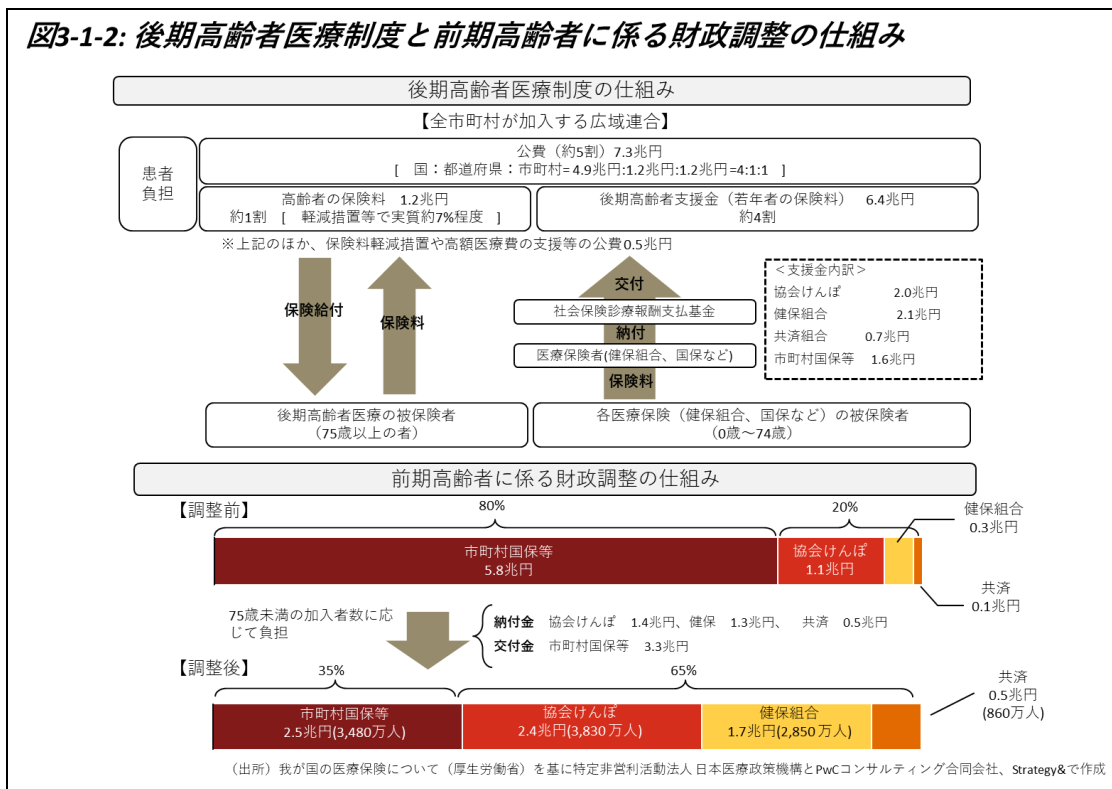 図3-1-2: 後期高齢者医療制度と前期高齢者に係る財政調整の仕組み
後期高齢者医療制度の仕組み
【全市町村が加入する広域連合】
患者
負担
公費（約5割）7.3兆円
[ 国：都道府県：市町村= 4.9兆円:1.2兆円:1.2兆円=4:1:1 ]
高齢者の保険料 1.2兆円
約1割 [ 軽減措置等で実質約7%程度 ]
後期高齢者支援金（若年者の保険料） 6.4兆円
約4割
※上記のほか、保険料軽減措置や高額医療費の支援等の公費0.5兆円
保険給付
保険料
交付
社会保険診療報酬支払基金
納付
医療保険者(健保組合、国保など)
保険料
＜支援金内訳＞
協会けんぽ 2.0兆円
健保組合 2.1兆円
共済組合 0.7兆円
市町村国保等 1.6兆円
後期高齢者医療の被保険者
（75歳以上の者）
各医療保険（健保組合、国保など）の被保険者
（0歳～74歳）
前期高齢者に係る財政調整の仕組み
【調整前】
80%
20%
健保組合
0.3兆円
市町村国保等
5.8兆円
協会けんぽ
1.1兆円
共済
0.1兆円
75歳未満の加入者数に応
じて負担
納付金 協会けんぽ 1.4兆円、健保 1.3兆円、 共済 0.5兆円
交付金 市町村国保等 3.3兆円
【調整後】
35%
65%
共済
0.5兆円
(860万人)
市町村国保等
2.5兆円(3,480万人)
協会けんぽ
2.4兆円(3,830万人)
健保組合
1.7兆円(2,850万人)
（出所）我が国の医療保険について（厚生労働省）を基に特定非営利活動法人 日本医療政策機構とPwCコンサルティング合同会社、Strategy&で作成